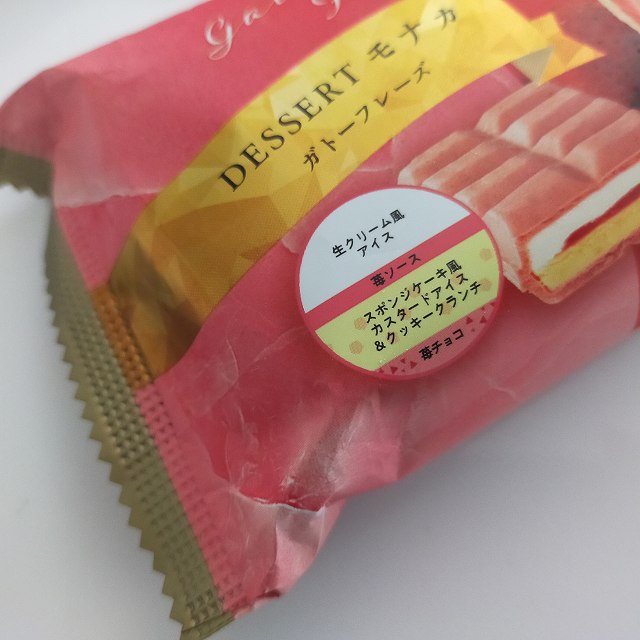 DESSERT モナカ
ガトーフレーズ
生クリーム風
アイス
苺ソース
スポンジケーキ風
カスタードアイス
&クッキークランチ
苺チョコ